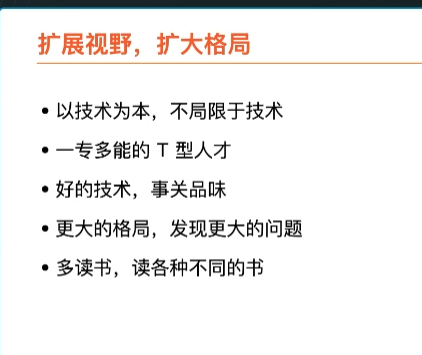 扩展视野，扩大格局
• 以技术为本，不局限于技术
• 一专多能的 T 型人才
• 好的技术，事关品味
• 更大的格局，发现更大的问题
• 多读书，读各种不同的书